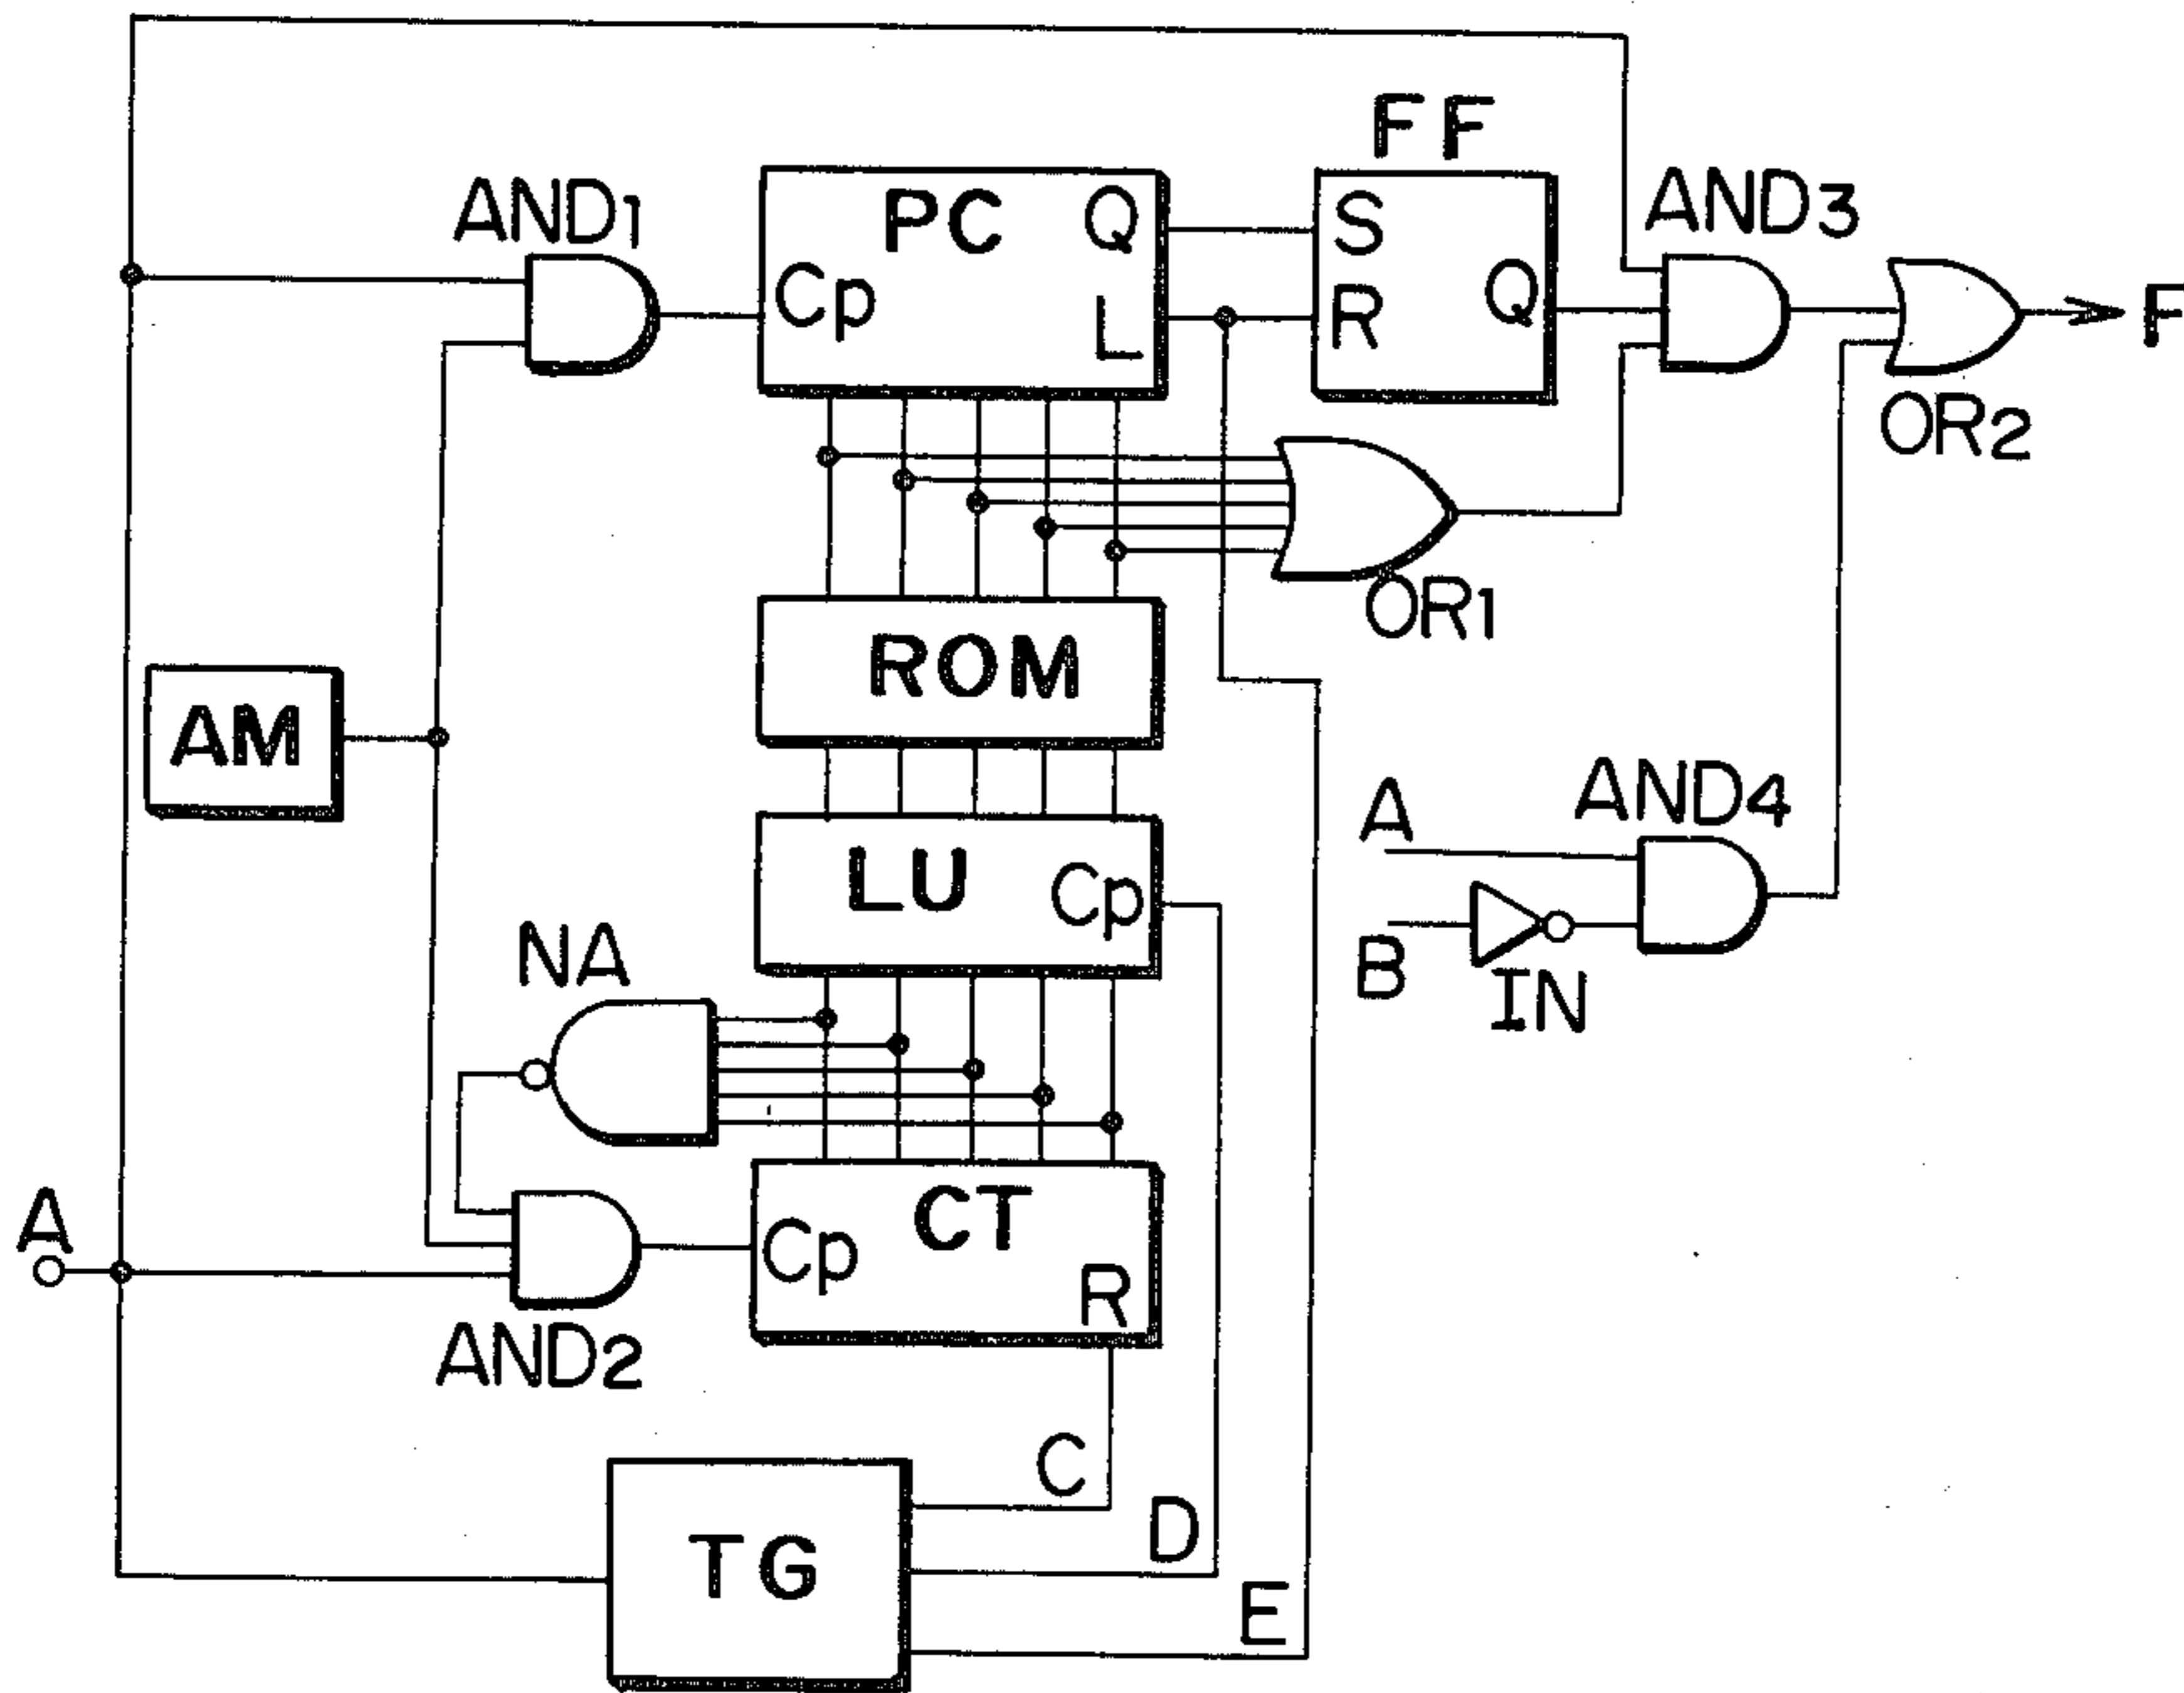 FF
AND1
PC
Q
Cp
L
S
R
Q
AND3
F
OR2
OR1
ROM
AM
A
AND4
LU
Cp
B
IN
NA
A
CT
Cp
R
AND2
C
D
TG
E